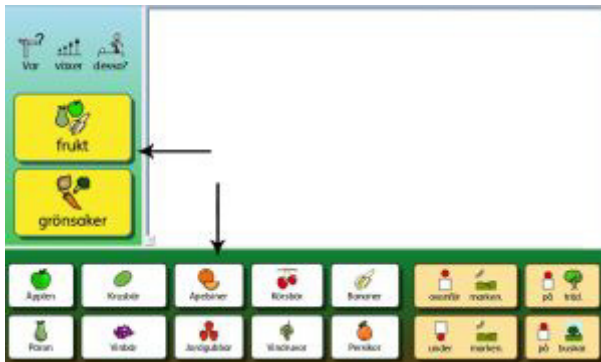 ?
Var växer dessa?
frukt
grönsaker
Äpplen Krusbär Apelsiner Körsbär Bananer ovanför marken. på träd.
Päron Vinbär Jordgubbar Vindruvor Persikor under marken. på buskar